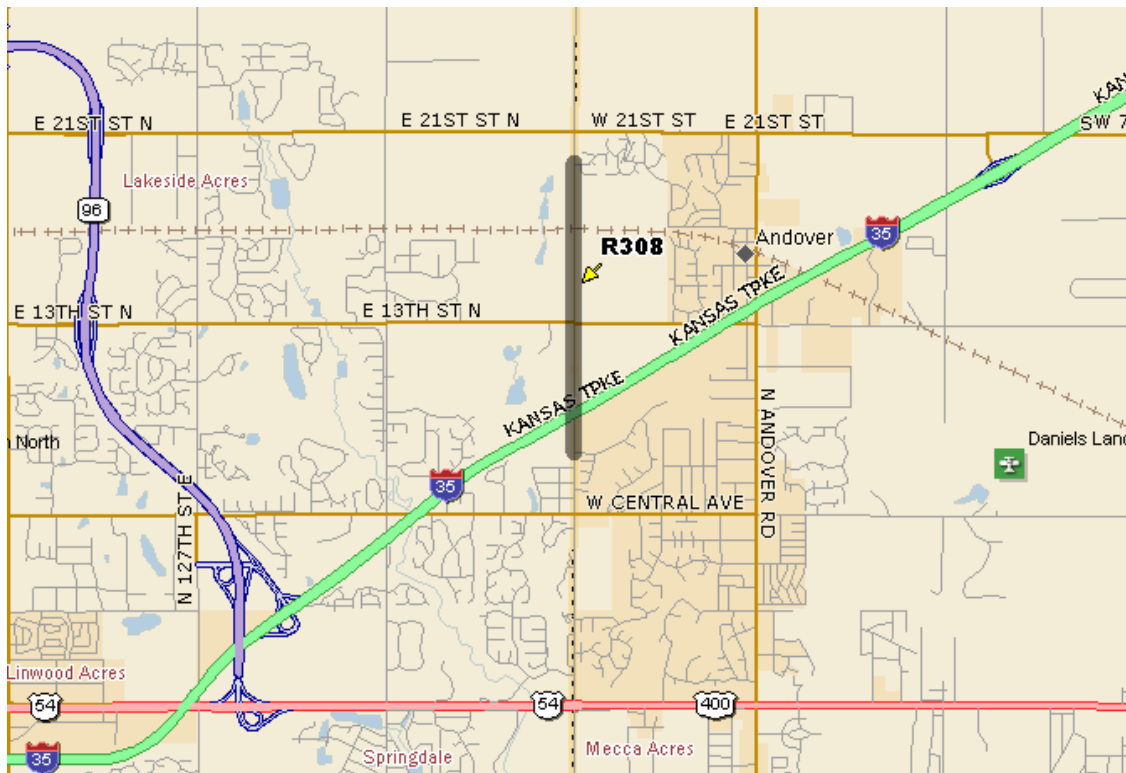 KAN
E 21ST ST N
E 21ST ST N
W 21ST ST
E 21ST ST
SW 7
Lakeside Acres
96
R308
Andover
35
E 13TH ST N
E 13TH ST N
KANSAS TPKE
KANSAS TPKE
N ANDOVER RD
n North
Daniels Land
35
N 127TH ST E
W CENTRAL AVE
Linwood Acres
54
54
400
35
Springdale
Mecca Acres